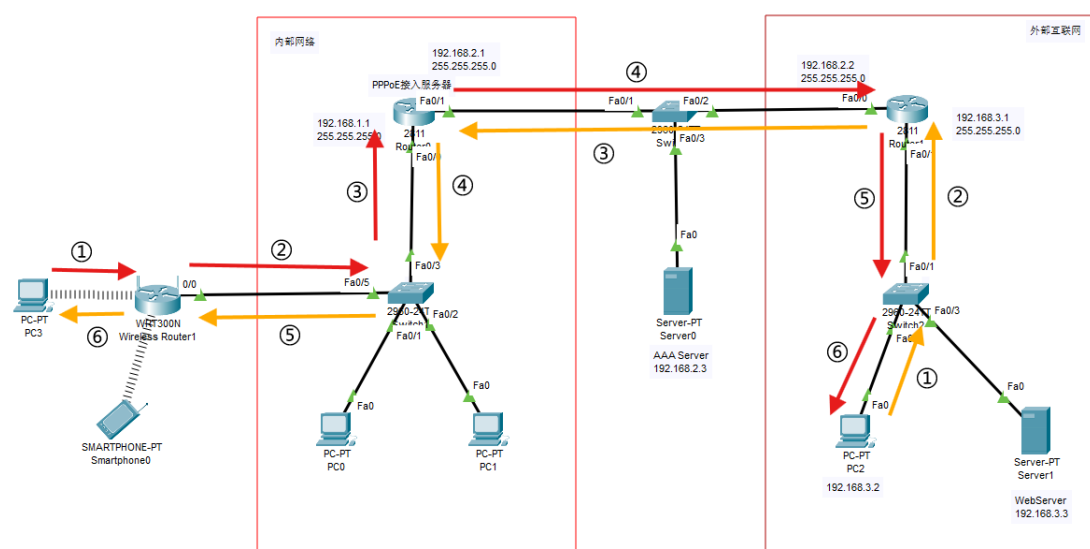 内部网络
外部互联网
192.168.2.1
255.255.255.0
PPPoE接入服务器
④
192.168.2.2
255.255.255.0
Fa0/1
Fa0/1
Fa0/2
Fa0/0
192.168.1.1
255.255.255.0
2811
Fa0/3
2811
192.168.3.1
255.255.255.0
③
④
③
⑤
②
①
②
Fa0/3
Fa0
Fa0/1
0/0
Fa0/5
2960-24TT
Fa0/2
Fa0/1
PC-PT
PC3
⑥
WRT300N
Wireless Router1
⑤
Server-PT
Server0
AAA Server
192.168.2.3
2960-24TT
Switch2
Fa0/3
⑥
①
Fa0
Fa0
Fa0
Fa0
SMARTPHONE-PT
Smartphone0
PC-PT
PC0
PC-PT
PC1
PC-PT
PC2
192.168.3.2
Server-PT
Server1
WebServer
192.168.3.3